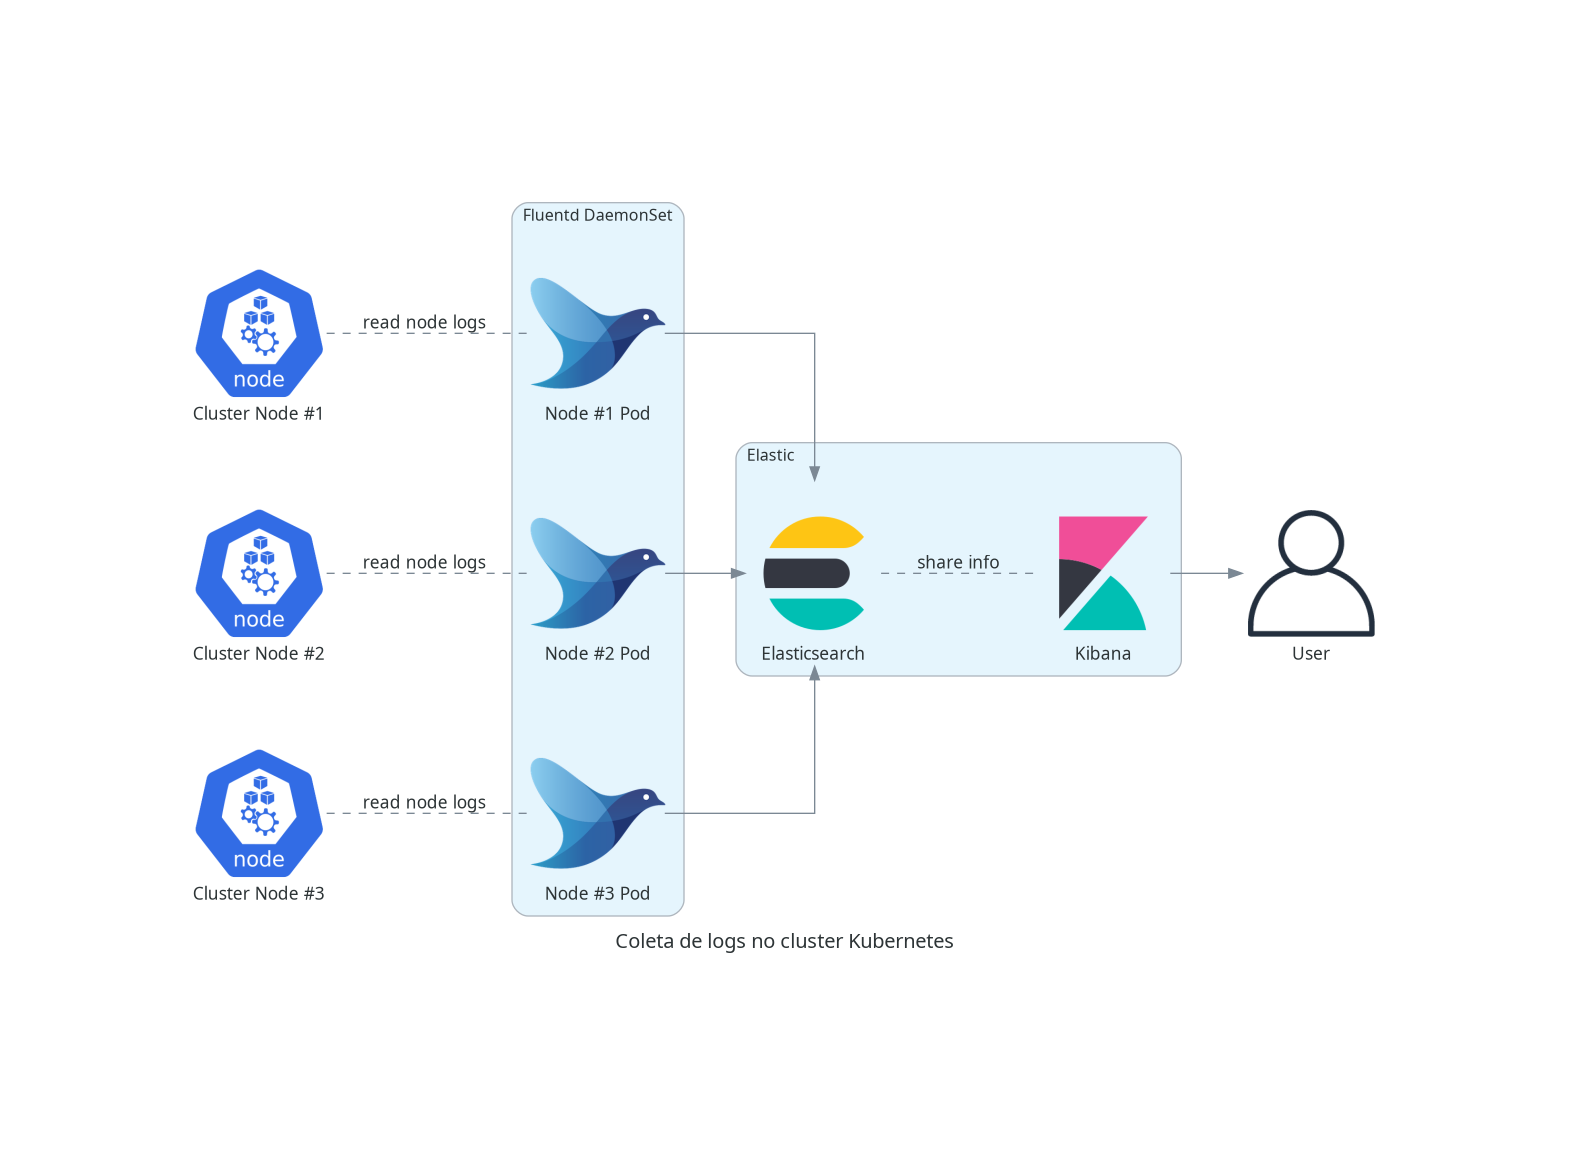 Fluentd DaemonSet
node
Cluster Node #1
read node logs
Node #1 Pod
Elastic
node
Cluster Node #2
read node logs
Node #2 Pod
Elasticsearch
share info
Kibana
User
node
Cluster Node #3
read node logs
Node #3 Pod
Coleta de logs no cluster Kubernetes